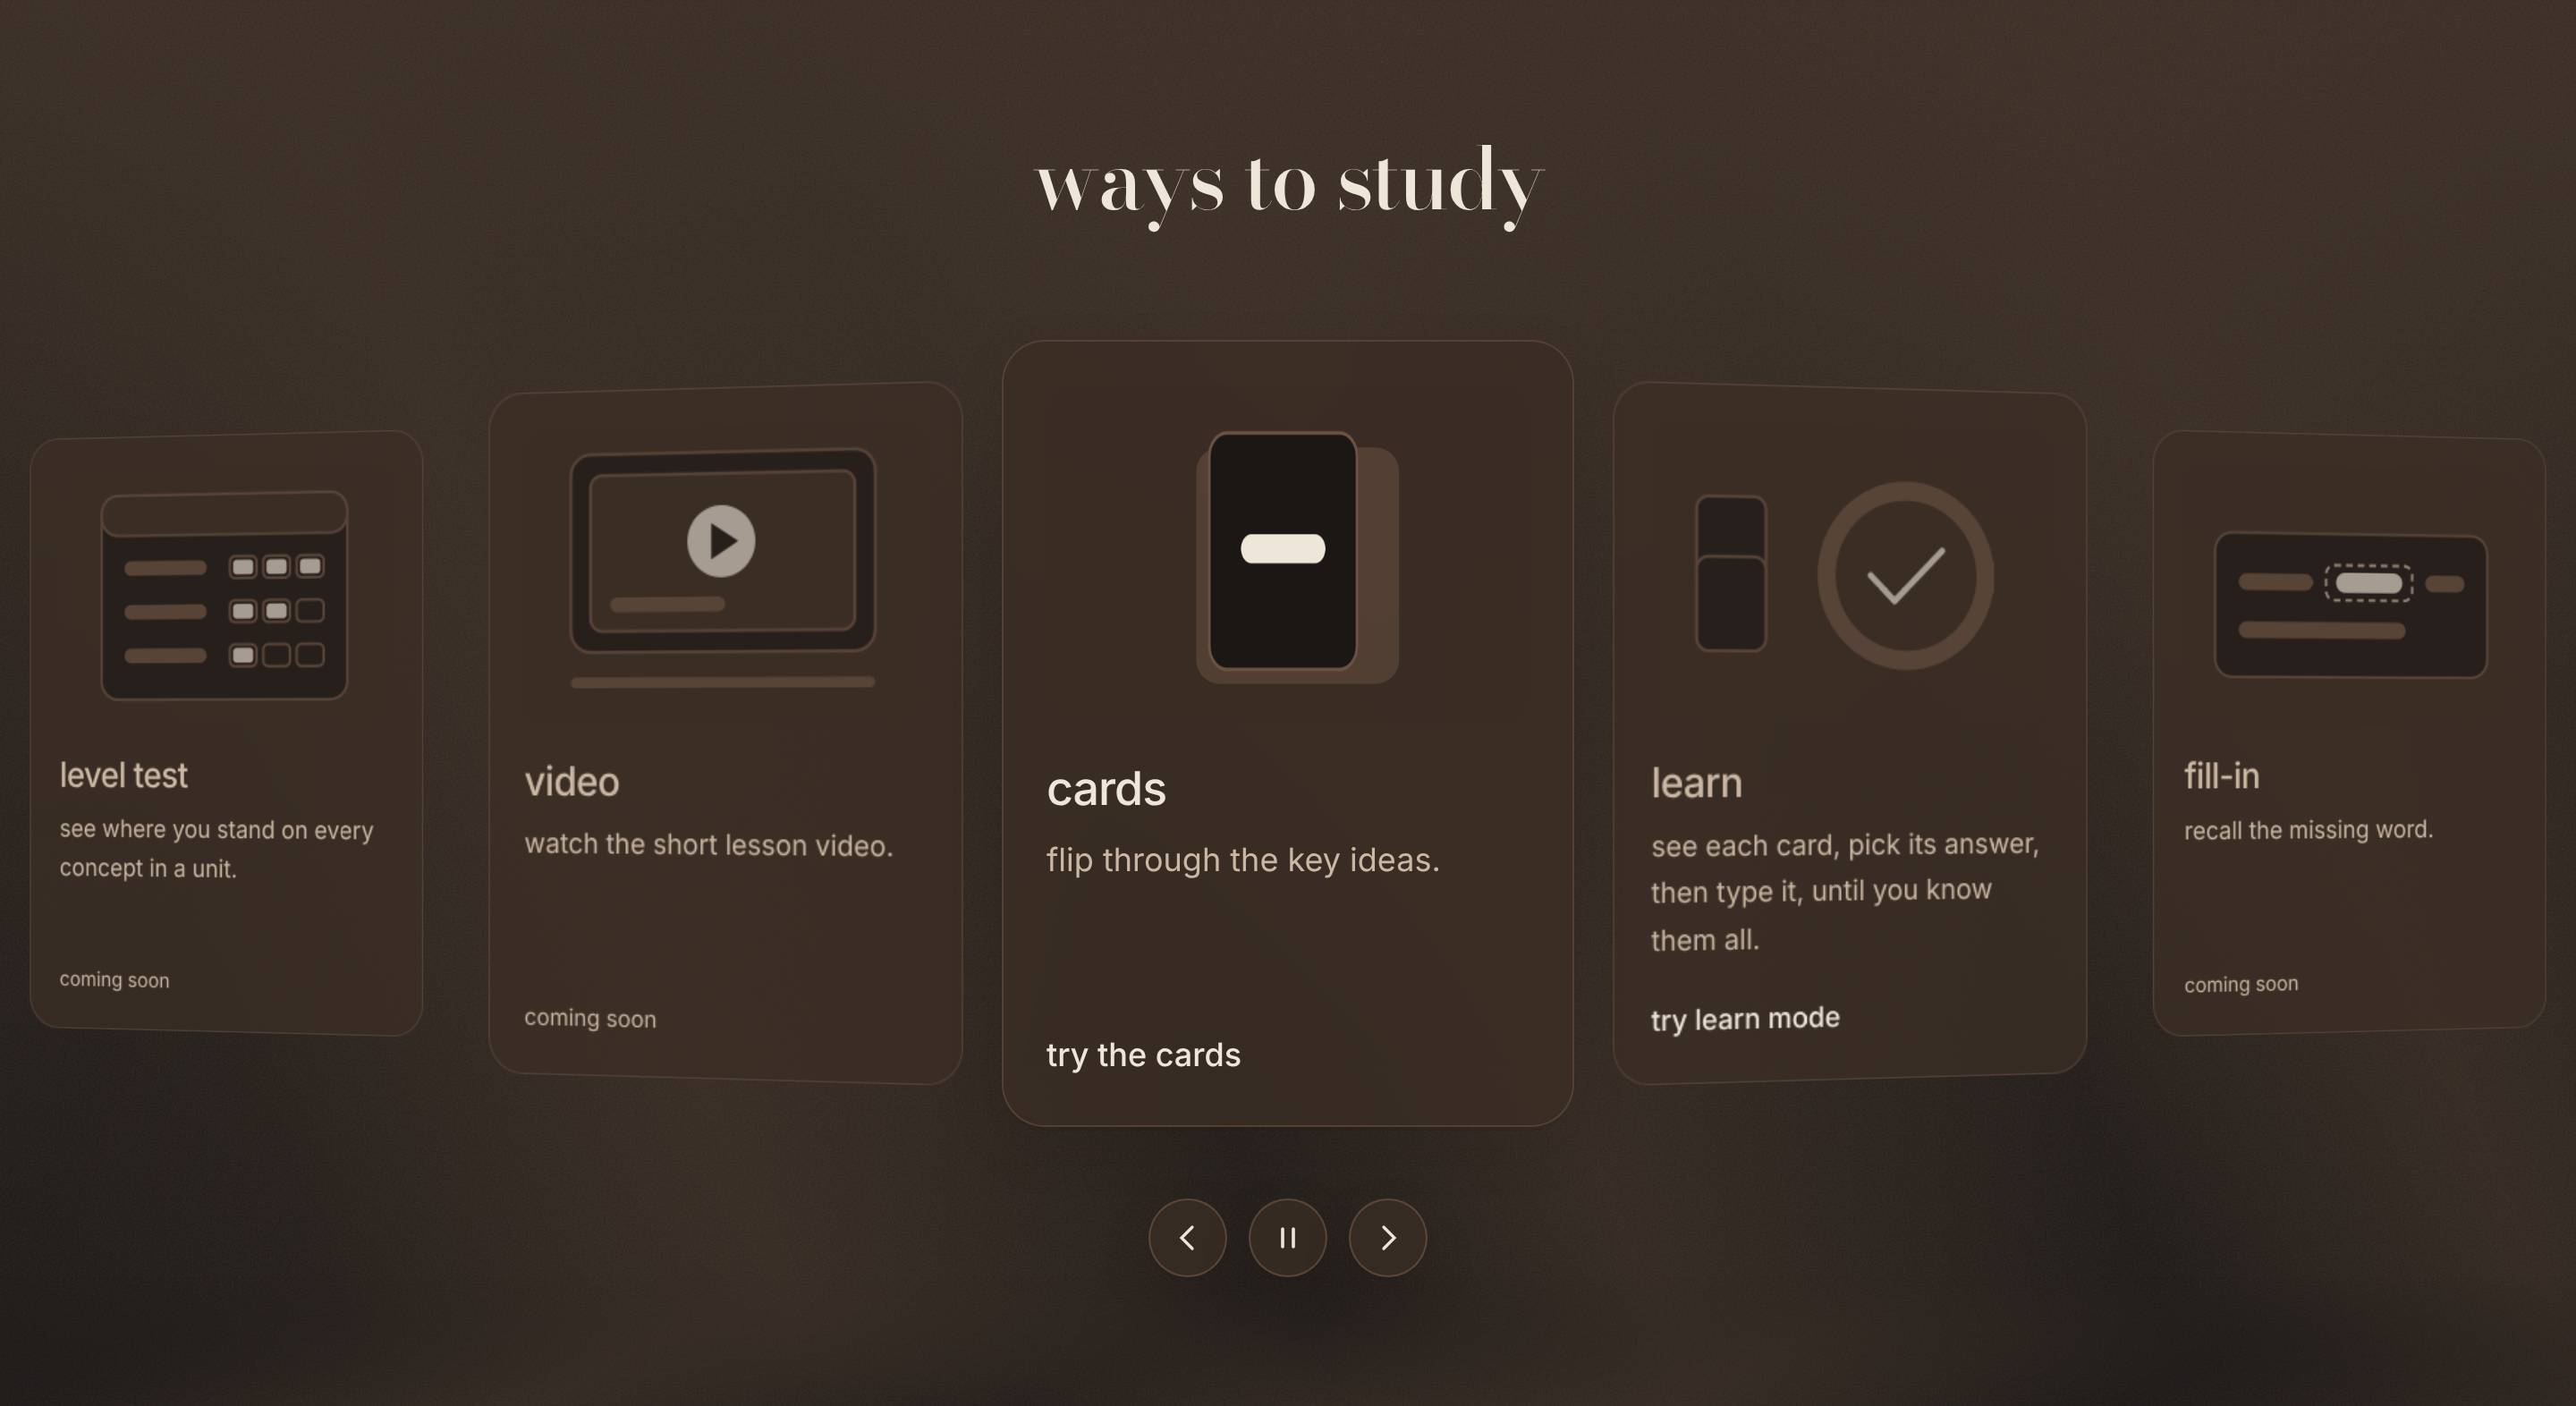 ways to study
level test
see where you stand on every
concept in a unit.
coming soon
video
watch the short lesson video.
coming soon
cards
flip through the key ideas.
try the cards
learn
see each card, pick its answer,
then type it, until you know
them all.
try learn mode
fill-in
recall the missing word.
coming soon